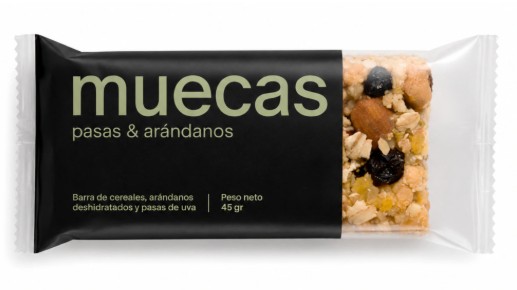 muecas
pasas & arándanos
Barra de cereales, arándanos
deshidratados y pasas de uva
Peso neto
45 gr